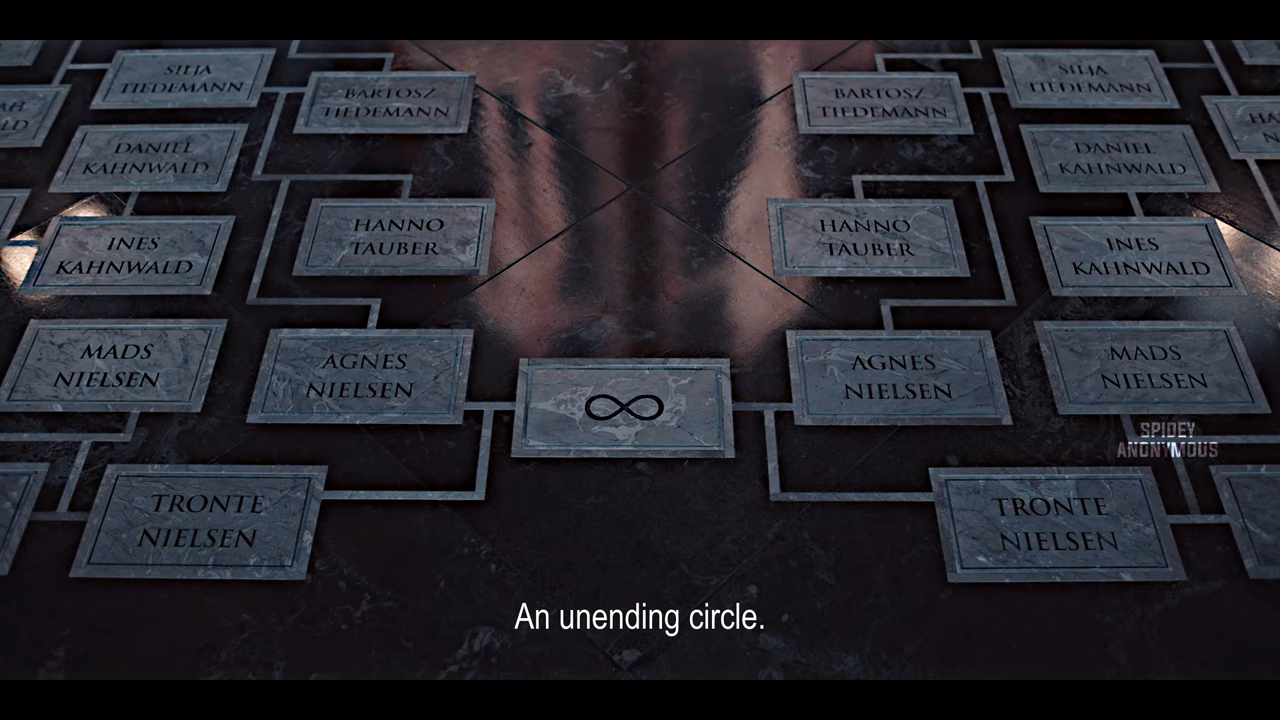 SILJA
TIEDEMANN
BARTOSZ
TIEDEMANN
BARTOSZ
TIEDEMANN
SILJA
TIEDEMANN
DANIEL
KAHNWALD
DANIEL
KAHNWALD
HANNO
TAUBER
HANNO
TAUBER
INES
KAHNWALD
INES
KAHNWALD
MADS
NIELSEN
AGNES
NIELSEN
∞
AGNES
NIELSEN
MADS
NIELSEN
SPIDEY
ANONYMOUS
TRONTE
NIELSEN
TRONTE
NIELSEN
An unending circle.